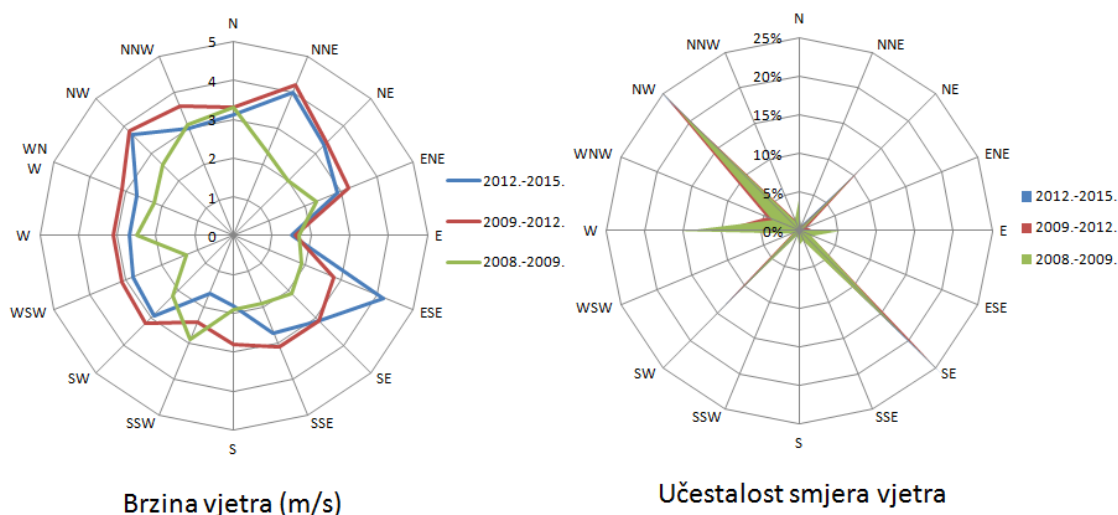 N
NNE
NE
ENE
E
ESE
SE
SSE
S
SSW
SW
WSW
W
WN
W
NW
NNW
5
4
3
2
1
0
2012.-2015.
2009.-2012.
2008.-2009.
Brzina vjetra (m/s)
N
NNE
NE
ENE
E
ESE
SE
SSE
S
SSW
SW
WSW
W
WNW
NW
NNW
25%
20%
15%
10%
5%
0%
2012.-2015.
2009.-2012.
2008.-2009.
Učestalost smjera vjetra